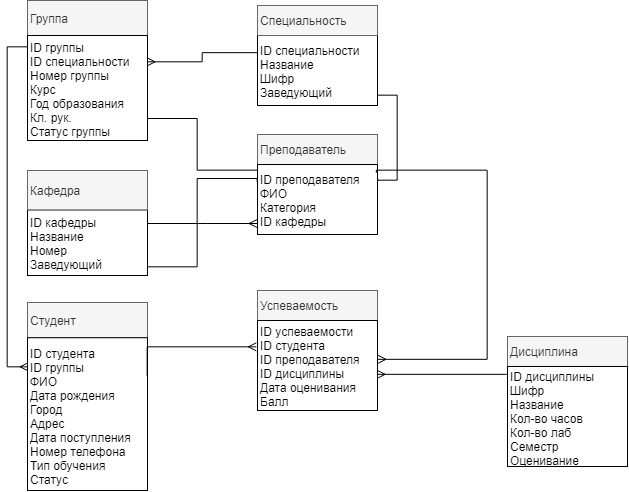 Группа
ID группы
ID специальности
Номер группы
Курс
Год образования
Кл. рук.
Статус группы
Специальность
ID специальности
Название
Шифр
Заведующий
Преподаватель
ID преподавателя
ФИО
Категория
ID кафедры
Кафедра
ID кафедры
Название
Номер
Заведующий
Студент
ID студента
ID группы
ФИО
Дата рождения
Город
Адрес
Дата поступления
Номер телефона
Тип обучения
Статус
Успеваемость
ID успеваемости
ID студента
ID преподавателя
ID дисциплины
Дата оценивания
Балл
Дисциплина
ID дисциплины
Шифр
Название
Кол-во часов
Кол-во лаб
Семестр
Оценивание